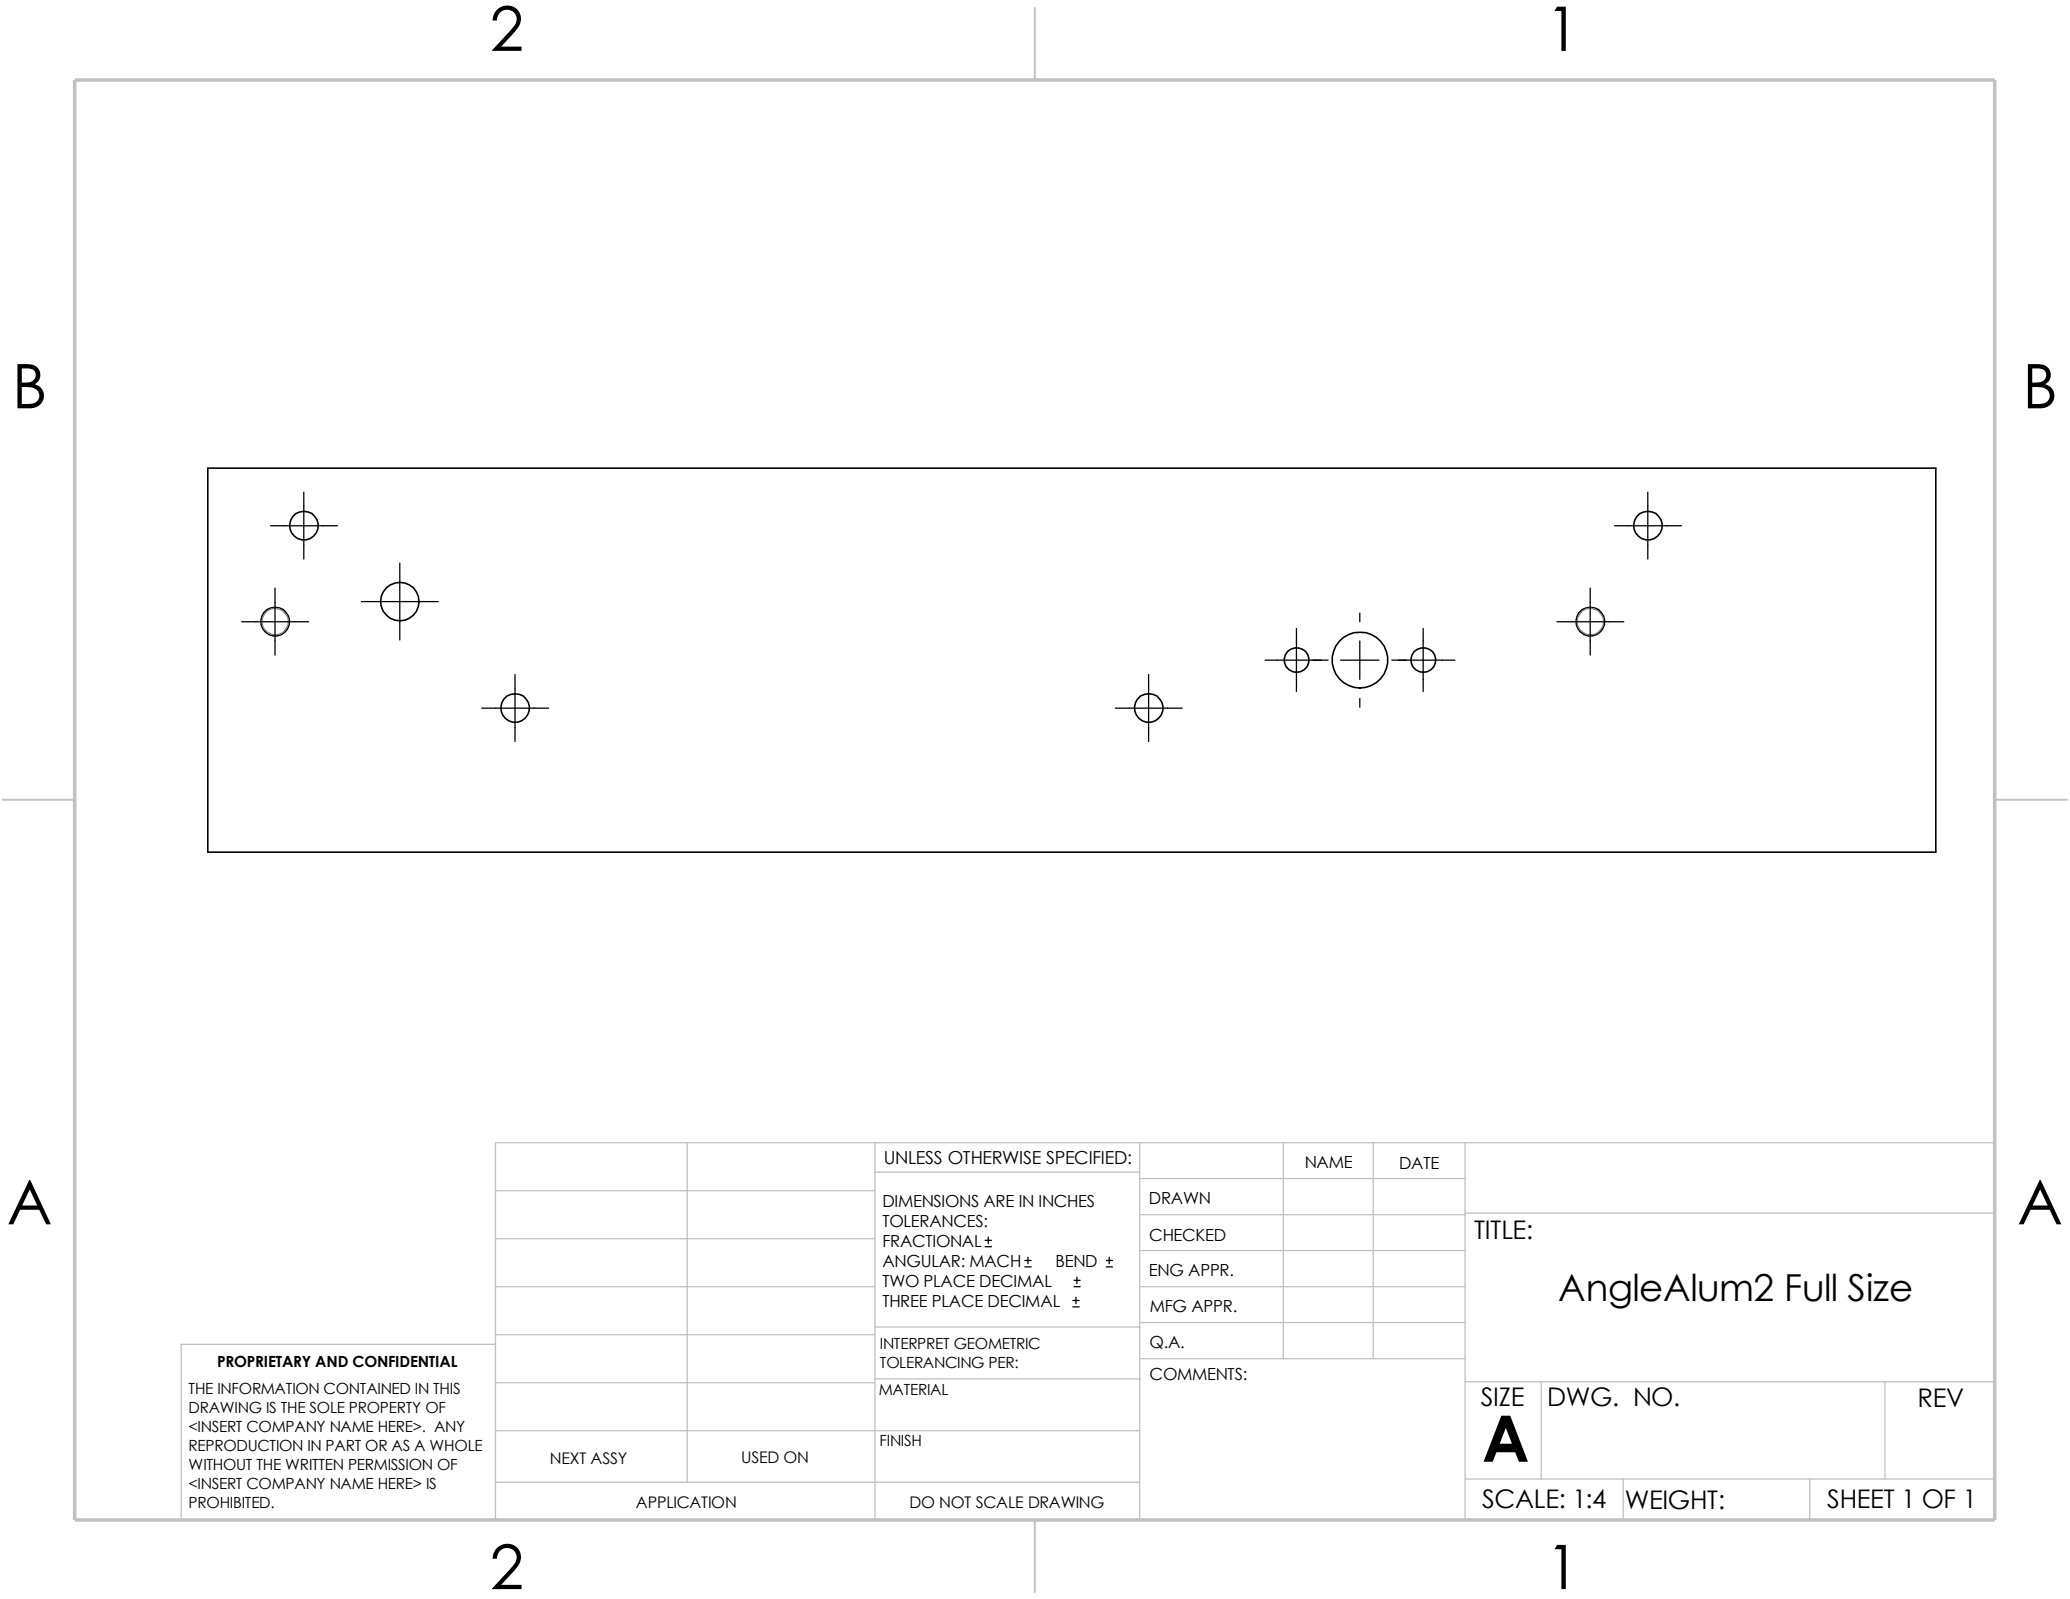 2
1
B
B
A
A
UNLESS OTHERWISE SPECIFIED:
DIMENSIONS ARE IN INCHES
TOLERANCES:
FRACTIONAL ±
ANGULAR: MACH ± BEND ±
TWO PLACE DECIMAL ±
THREE PLACE DECIMAL ±
INTERPRET GEOMETRIC
TOLERANCING PER:
MATERIAL
FINISH
DO NOT SCALE DRAWING
NAME
DATE
DRAWN
CHECKED
ENG APPR.
MFG APPR.
Q.A.
COMMENTS:
TITLE:
AngleAlum2 Full Size
SIZE
A
DWG. NO.
REV
SCALE: 1:4
WEIGHT:
SHEET 1 OF 1
PROPRIETARY AND CONFIDENTIAL
THE INFORMATION CONTAINED IN THIS
DRAWING IS THE SOLE PROPERTY OF
<INSERT COMPANY NAME HERE>. ANY
REPRODUCTION IN PART OR AS A WHOLE
WITHOUT THE WRITTEN PERMISSION OF
<INSERT COMPANY NAME HERE> IS
PROHIBITED.
NEXT ASSY
USED ON
APPLICATION
2
1